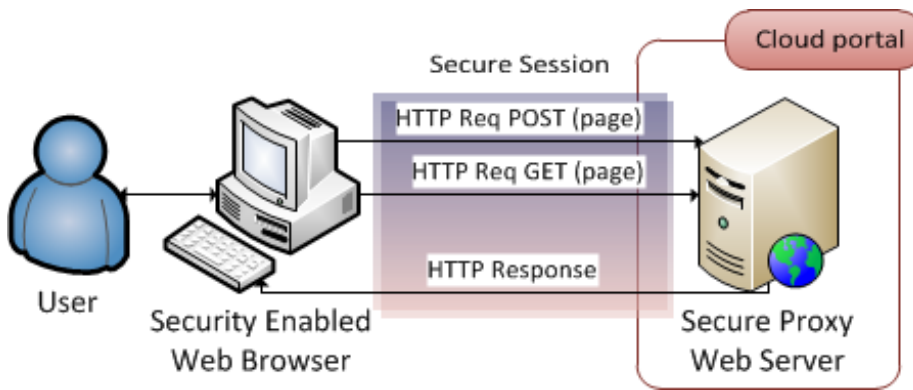 Cloud portal
Secure Session
HTTP Req POST (page)
HTTP Req GET (page)
HTTP Response
User
Security Enabled
Web Browser
Secure Proxy
Web Server